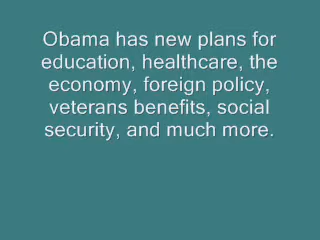 Obama has new plans for
education, healthcare, the
economy, foreign policy,
veterans benefits, social
security, and much more.